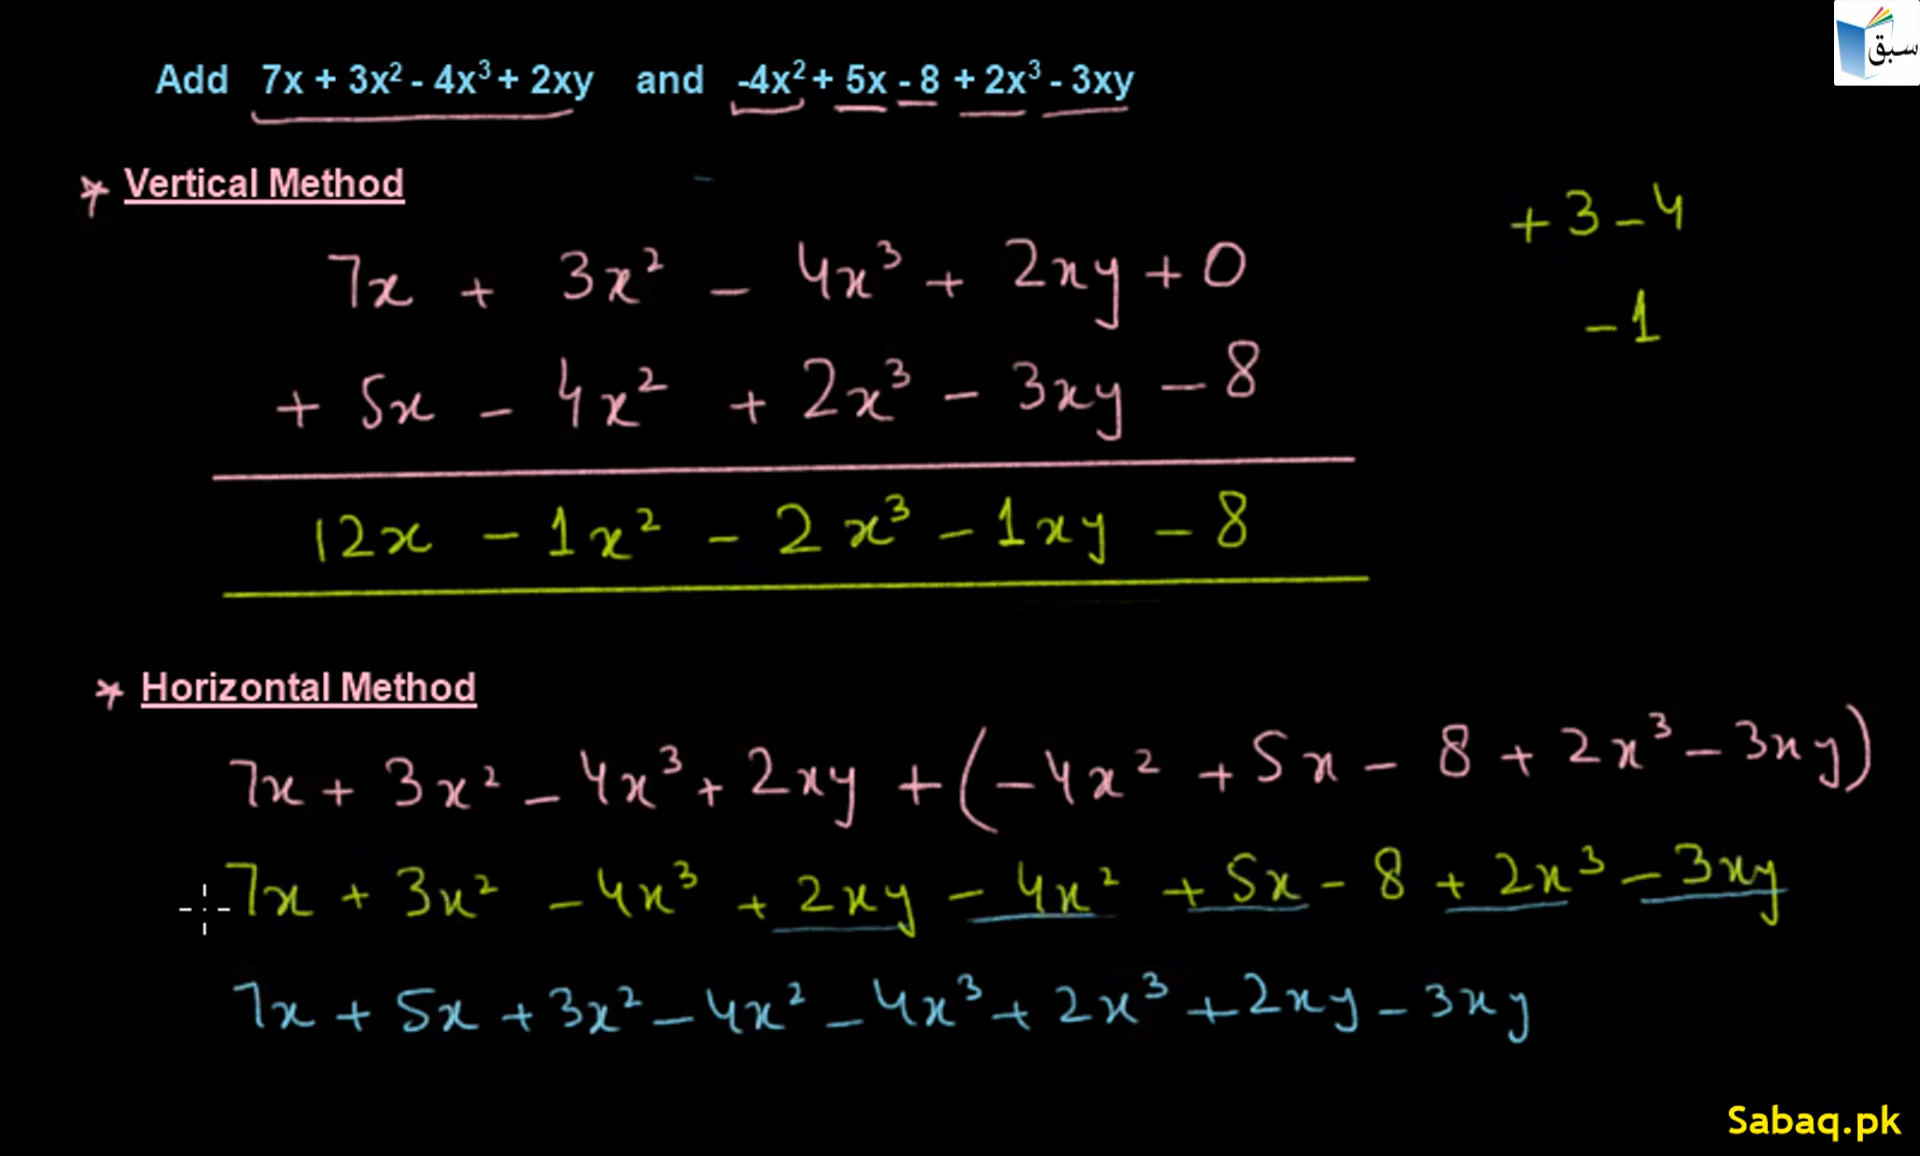 سبق
Add 7x + 3x² - 4x³ + 2xy and -4x² + 5x - 8 + 2x³ - 3xy
Vertical Method
+ 3 - 4
7x + 3x² - 4x³ + 2xy + 0
- 1
+ 5x - 4x² + 2x³ - 3xy - 8
12x - 1x² - 2x³ - 1xy - 8
Horizontal Method
7x + 3x² - 4x³ + 2xy + (-4x² + 5x - 8 + 2x³ - 3xy)
7x + 3x² - 4x³ + 2xy - 4x² + 5x - 8 + 2x³ - 3xy
7x + 5x + 3x² - 4x² - 4x³ + 2x³ + 2xy - 3xy
Sabaq.pk